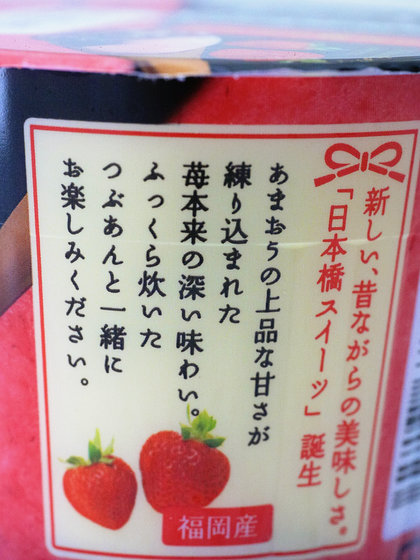 新しい、昔ながらの美味しさ。
「日本橋スイーツ」誕生
あまおうの上品な甘さが
練り込まれた
苺本来の深い味わい。
ふっくら炊いた
つぶあんと一緒に
お楽しみください。
福岡産